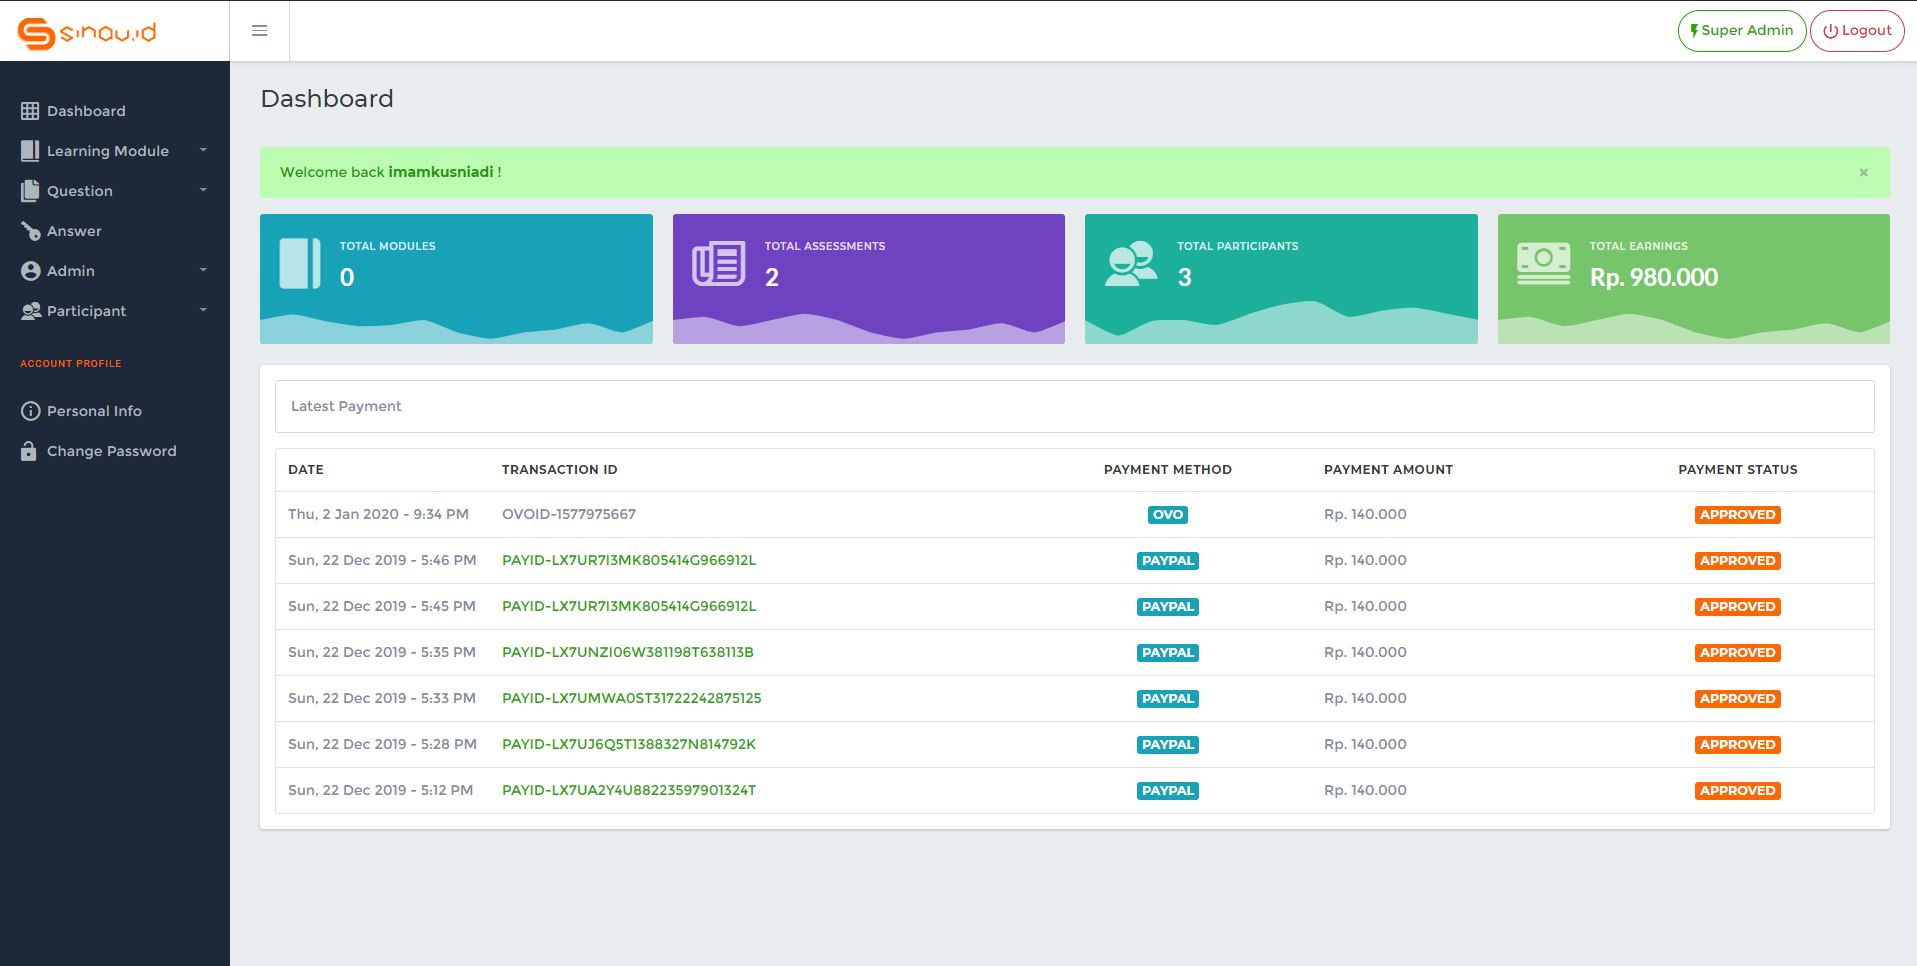 sinau.id
Super Admin
Logout
Dashboard
Learning Module
Question
Answer
Admin
Participant
ACCOUNT PROFILE
Personal Info
Change Password
Dashboard
Welcome back imamkusniadi !
×
TOTAL MODULES
0
TOTAL ASSESSMENTS
2
TOTAL PARTICIPANTS
3
TOTAL EARNINGS
Rp. 980.000
Latest Payment
DATE TRANSACTION ID PAYMENT METHOD PAYMENT AMOUNT PAYMENT STATUS
Thu, 2 Jan 2020 - 9:34 PM OVOID-1577975667 OVO Rp. 140.000 APPROVED
Sun, 22 Dec 2019 - 5:46 PM PAYID-LX7UR7I3MK805414G966912L PAYPAL Rp. 140.000 APPROVED
Sun, 22 Dec 2019 - 5:45 PM PAYID-LX7UR7I3MK805414G966912L PAYPAL Rp. 140.000 APPROVED
Sun, 22 Dec 2019 - 5:35 PM PAYID-LX7UNZI06W381198T638113B PAYPAL Rp. 140.000 APPROVED
Sun, 22 Dec 2019 - 5:33 PM PAYID-LX7UMWA0ST31722242875125 PAYPAL Rp. 140.000 APPROVED
Sun, 22 Dec 2019 - 5:28 PM PAYID-LX7UJ6Q5T1388327N814792K PAYPAL Rp. 140.000 APPROVED
Sun, 22 Dec 2019 - 5:12 PM PAYID-LX7UA2Y4U88223597901324T PAYPAL Rp. 140.000 APPROVED